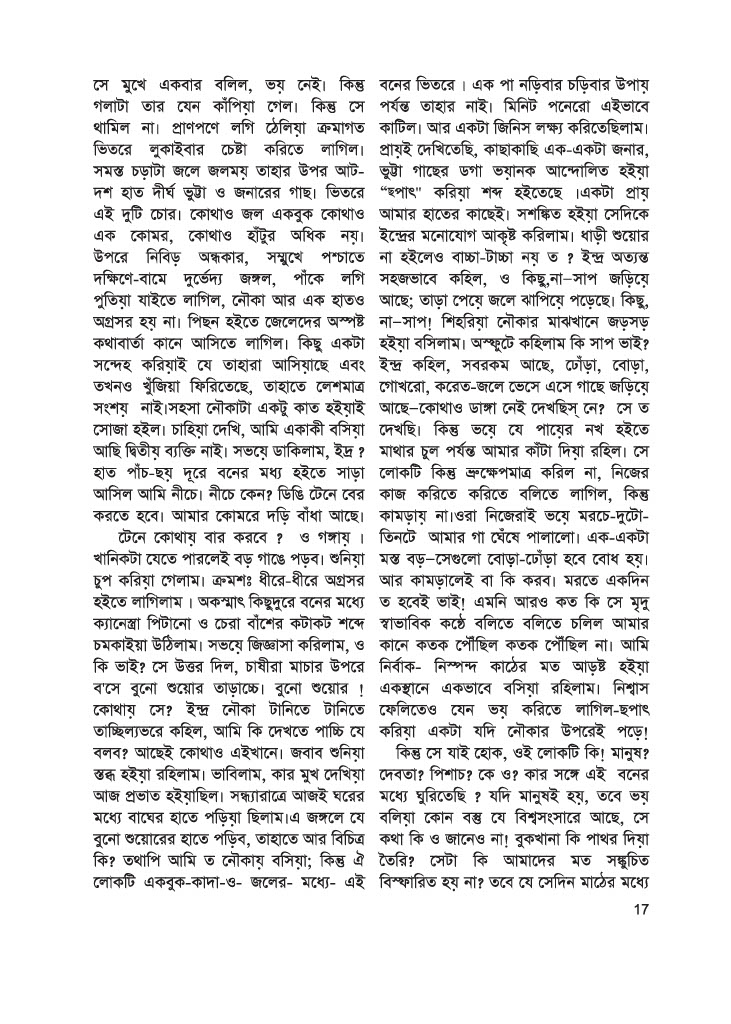 সে মুখে একবার বলিল, ভয় নেই। কিন্তু
গলাটা তার যেন কাঁপিয়া গেল। কিন্তু সে
থামিল না। প্রাণপণে লগি ঠেলিয়া ক্রমাগত
ভিতরে লুকাইবার চেষ্টা করিতে লাগিল।
সমস্ত চড়াটা জলে জলময় তাহার উপর আট-
দশ হাত দীর্ঘ ভুট্টা ও জনারের গাছ। ভিতরে
এই দুটি চোর। কোথাও জল একবুক কোথাও
এক কোমর, কোথাও হাঁটুর অধিক নয়।
উপরে নিবিড় অন্ধকার, সম্মুখে পশ্চাতে
দক্ষিণে-বামে দুর্ভেদ্য জঙ্গল, পাঁকে লগি
পুতিয়া যাইতে লাগিল, নৌকা আর এক হাতও
অগ্রসর হয় না। পিছন হইতে জেলেদের অস্পষ্ট
কথাবার্তা কানে আসিতে লাগিল। কিছু একটা
সন্দেহ করিয়াই যে তাহারা আসিয়াছে এবং
তখনও খুঁজিয়া ফিরিতেছে, তাহাতে লেশমাত্র
সংশয় নাই।সহসা নৌকাটা একটু কাত হইয়াই
সোজা হইল। চাহিয়া দেখি, আমি একাকী বসিয়া
আছি দ্বিতীয় ব্যক্তি নাই। সভয়ে ডাকিলাম, ইদ্র ?
হাত পাঁচ-ছয় দূরে বনের মধ্য হইতে সাড়া
আসিল আমি নীচে। নীচে কেন? ডিঙি টেনে বের
করতে হবে। আমার কোমরে দড়ি বাঁধা আছে।
টেনে কোথায় বার করবে ? ও গঙ্গায় ।
খানিকটা যেতে পারলেই বড় গাঙে পড়ব। শুনিয়া
চুপ করিয়া গেলাম। ক্রমশঃ ধীরে-ধীরে অগ্রসর
হইতে লাগিলাম । অকস্মাৎ কিছুদুরে বনের মধ্যে
ক্যানেস্ত্রা পিটানো ও চেরা বাঁশের কটাকট শব্দে
চমকাইয়া উঠিলাম। সভয়ে জিজ্ঞাসা করিলাম, ও
কি ভাই? সে উত্তর দিল, চাষীরা মাচার উপরে
ব'সে বুনো শুয়োর তাড়াচ্চে। বুনো শুয়োর !
কোথায় সে? ইন্দ্র নৌকা টানিতে টানিতে
তাচ্ছিল্যভরে কহিল, আমি কি দেখতে পাচ্চি যে
বলব? আছেই কোথাও এইখানে। জবাব শুনিয়া
স্তব্ধ হইয়া রহিলাম। ভাবিলাম, কার মুখ দেখিয়া
আজ প্রভাত হইয়াছিল। সন্ধ্যারাত্রে আজই ঘরের
মধ্যে বাঘের হাতে পড়িয়া ছিলাম।এ জঙ্গলে যে
বুনো শুয়োরের হাতে পড়িব, তাহাতে আর বিচিত্র
কি? তথাপি আমি ত নৌকায় বসিয়া; কিন্তু ঐ
লোকটি একবুক-কাদা-ও- জলের- মধ্যে- এই
বনের ভিতরে । এক পা নড়িবার চড়িবার উপায়
পর্যন্ত তাহার নাই। মিনিট পনেরো এইভাবে
কাটিল। আর একটা জিনিস লক্ষ্য করিতেছিলাম।
প্রায়ই দেখিতেছি, কাছাকাছি এক-একটা জনার,
ভুট্টা গাছের ডগা ভয়ানক আন্দোলিত হইয়া
“হুপাৎ" করিয়া শব্দ হইতেছে ।একটা প্রায়
আমার হাতের কাছেই। সশঙ্কিত হইয়া সেদিকে
ইন্দ্রের মনোযোগ আকৃষ্ট করিলাম। ধাড়ী শুয়োর
না হইলেও বাচ্চা-টাচ্চা নয় ত ? ইন্দ্র অত্যন্ত
সহজভাবে কহিল, ও কিছু,না–সাপ জড়িয়ে
আছে; তাড়া পেয়ে জলে ঝাপিয়ে পড়েছে। কিছু,
না–সাপ! শিহরিয়া নৌকার মাঝখানে জড়সড়
হইয়া বসিলাম। অস্ফুটে কহিলাম কি সাপ ভাই?
ইন্দ্র কহিল, সবরকম আছে, ঢোঁড়া, বোড়া,
গোখরো, করেত-জলে ভেসে এসে গাছে জড়িয়ে
আছে–কোথাও ডাঙ্গা নেই দেখছিস্ নে? সে ত
দেখছি। কিন্তু ভয়ে যে পায়ের নখ হইতে
মাথার চুল পর্যন্ত আমার কাঁটা দিয়া রহিল। সে
লোকটি কিন্তু ভ্রুক্ষেপমাত্র করিল না, নিজের
কাজ করিতে করিতে বলিতে লাগিল, কিন্তু
কামড়ায় না।ওরা নিজেরাই ভয়ে মরচে-দুটো-
তিনটে আমার গা ঘেঁষে পালালো। এক-একটা
মস্ত বড়–সেগুলো বোড়া-ঢোঁড়া হবে বোধ হয়।
আর কামড়ালেই বা কি করব। মরতে একদিন
ত হবেই ভাই! এমনি আরও কত কি সে মৃদু
স্বাভাবিক কণ্ঠে বলিতে বলিতে চলিল আমার
কানে কতক পৌঁছিল কতক পৌঁছিল না। আমি
নির্বাক- নিস্পন্দ কাঠের মত আড়ষ্ট হইয়া
একস্থানে একভাবে বসিয়া রহিলাম। নিশ্বাস
ফেলিতেও যেন ভয় করিতে লাগিল-ছপাৎ
করিয়া একটা যদি নৌকার উপরেই পড়ে!
কিন্তু সে যাই হোক, ওই লোকটি কি! মানুষ?
দেবতা? পিশাচ? কে ও? কার সঙ্গে এই বনের
মধ্যে ঘুরিতেছি ? যদি মানুষই হয়, তবে ভয়
বলিয়া কোন বস্তু যে বিশ্বসংসারে আছে, সে
কথা কি ও জানেও না! বুকখানা কি পাথর দিয়া
তৈরি? সেটা কি আমাদের মত সঙ্কুচিত
বিস্ফারিত হয় না? তবে যে সেদিন মাঠের মধ্যে
17